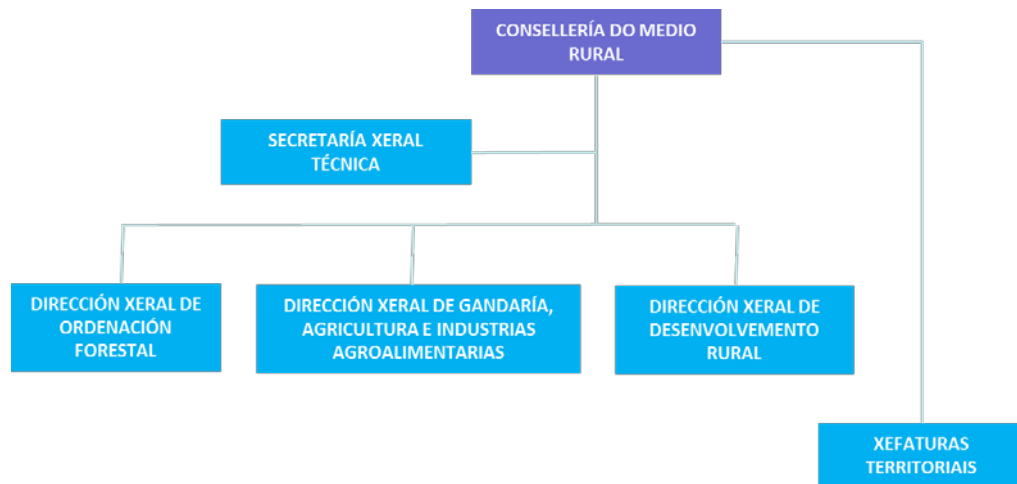 CONSELLERÍA DO MEDIO
RURAL
SECRETARÍA XERAL
TÉCNICA
DIRECCIÓN XERAL DE
ORDENACIÓN
FORESTAL
DIRECCIÓN XERAL DE GANDARÍA,
AGRICULTURA E INDUSTRIAS
AGROALIMENTARIAS
DIRECCIÓN XERAL DE
DESENVOLVEMENTO
RURAL
XEFATURAS
TERRITORIAIS